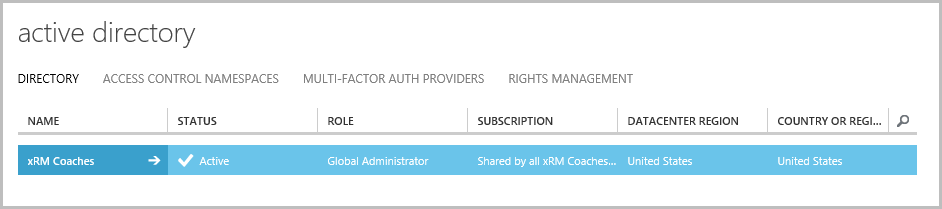 active directory
DIRECTORY ACCESS CONTROL NAMESPACES MULTI-FACTOR AUTH PROVIDERS RIGHTS MANAGEMENT
NAME STATUS ROLE SUBSCRIPTION DATACENTER REGION COUNTRY OR REGI...
xRM Coaches Active Global Administrator Shared by all xRM Coaches... United States United States